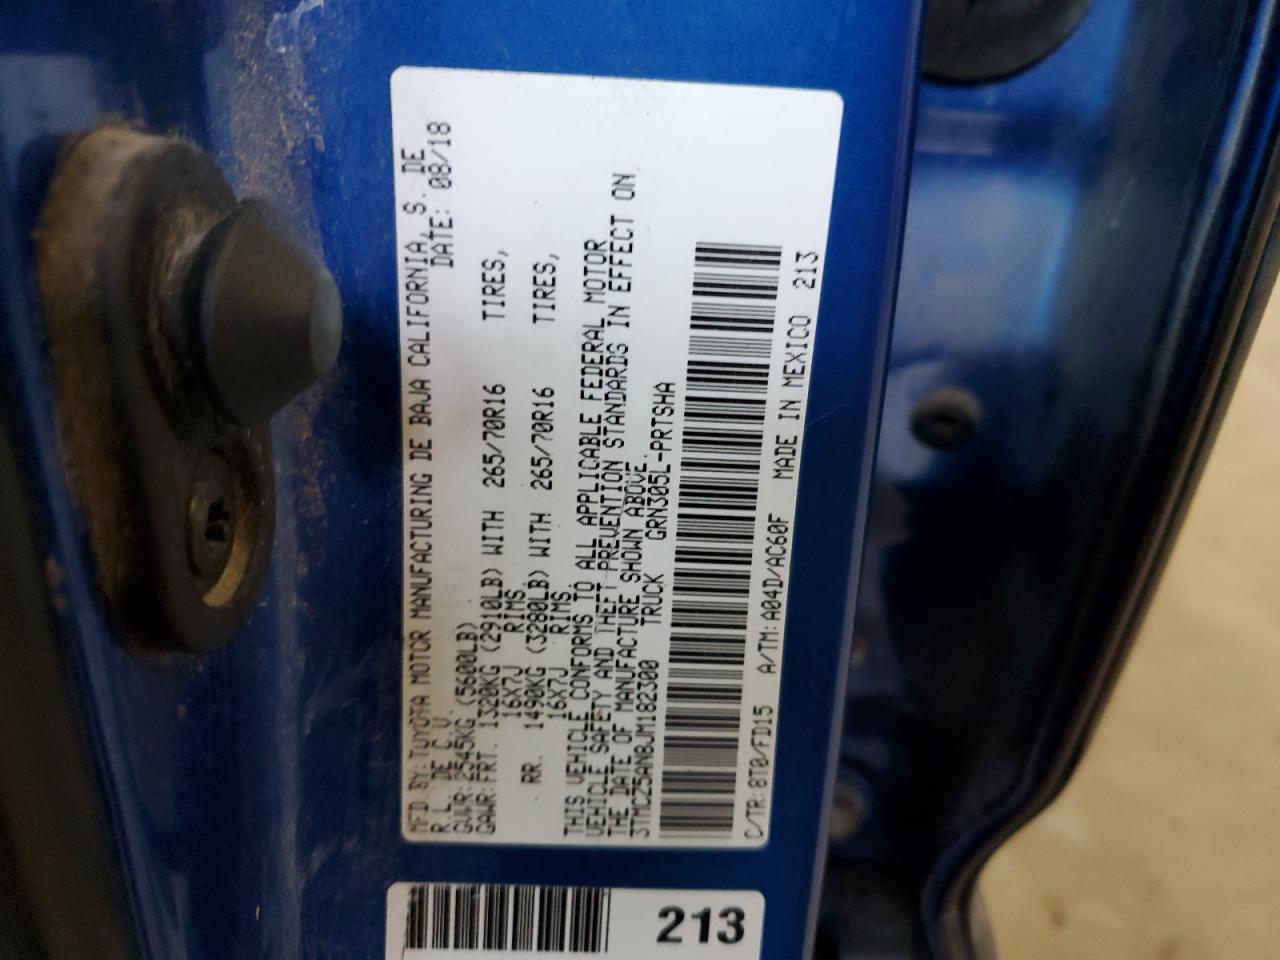 MFD BY: TOYOTA MOTOR MANUFACTURING DE BAJA CALIFORNIA, S. DE
R.L. DE C.V. DATE: 08/18
GVWR: 2545KG (5600LB)
GAWR: FRT. 1320KG (2910LB) WITH 265/70R16 TIRES,
16X7J RIMS.
RR. 1490KG (3280LB) WITH 265/70R16 TIRES,
16X7J RIMS.
THIS VEHICLE CONFORMS TO ALL APPLICABLE FEDERAL MOTOR
VEHICLE SAFETY AND THEFT PREVENTION STANDARDS IN EFFECT ON
THE DATE OF MANUFACTURE SHOWN ABOVE.
3TMCZ5AN8JM182300 TRUCK GRN305L-PRTSHA
C/TR: 8T0/FD15 A/TM: A04D/AC60F MADE IN MEXICO 213
213